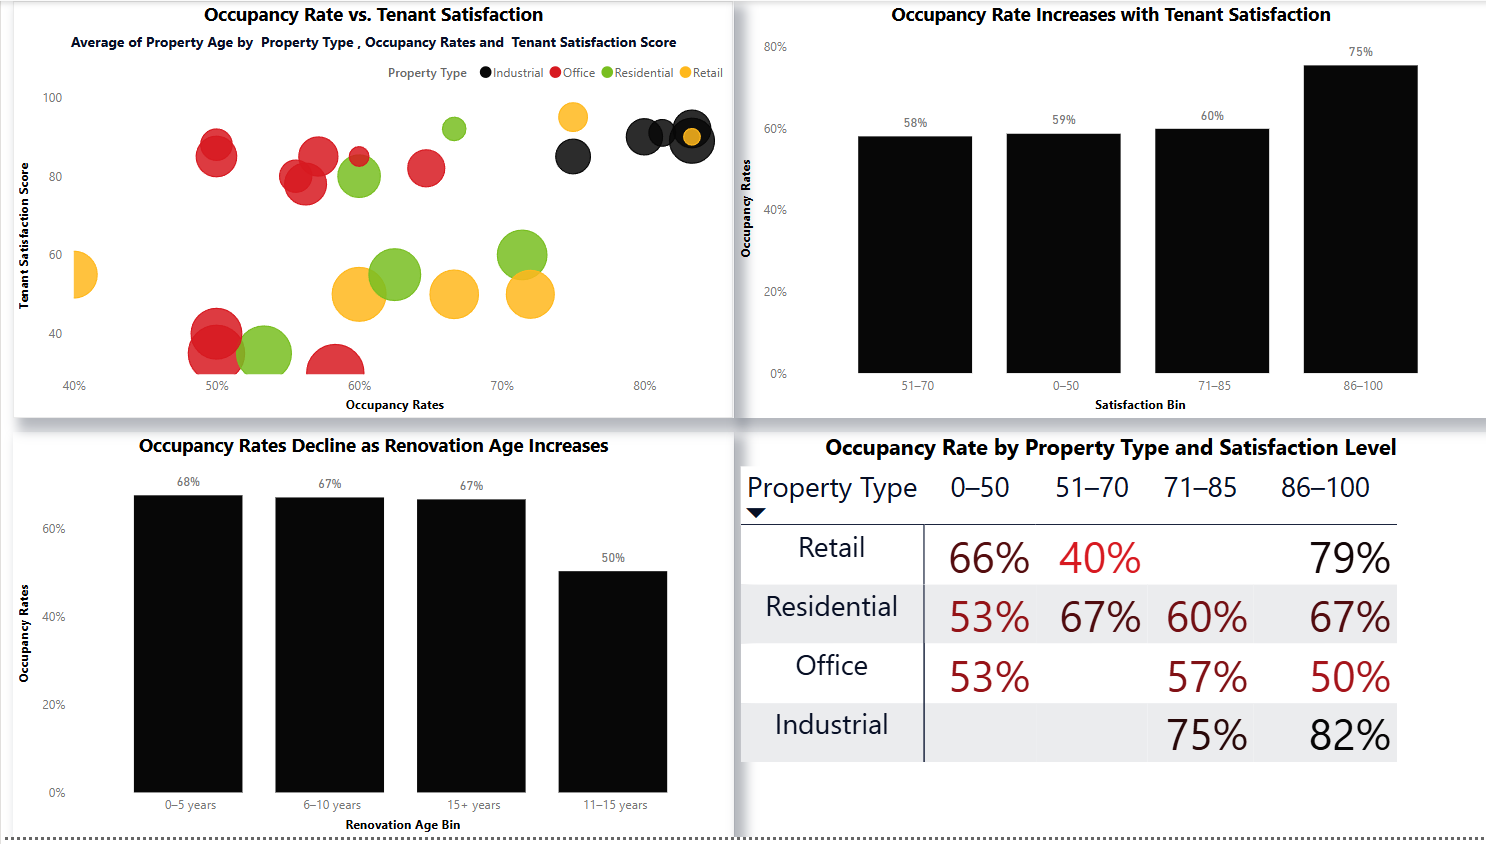 Occupancy Rate vs. Tenant Satisfaction
Average of Property Age by Property Type , Occupancy Rates and Tenant Satisfaction Score
Property Type Industrial Office Residential Retail
100
80
60
40
Tenant Satisfaction Score
40% 50% 60% 70% 80%
Occupancy Rates
Occupancy Rate Increases with Tenant Satisfaction
80%
60%
40%
20%
0%
Occupancy Rates
58% 59% 60% 75%
51–70 0–50 71–85 86–100
Satisfaction Bin
Occupancy Rates Decline as Renovation Age Increases
60%
40%
20%
0%
Occupancy Rates
68% 67% 67% 50%
0–5 years 6–10 years 15+ years 11–15 years
Renovation Age Bin
Occupancy Rate by Property Type and Satisfaction Level
Property Type 0–50 51–70 71–85 86–100
Retail 66% 40% 79%
Residential 53% 67% 60% 67%
Office 53% 57% 50%
Industrial 75% 82%